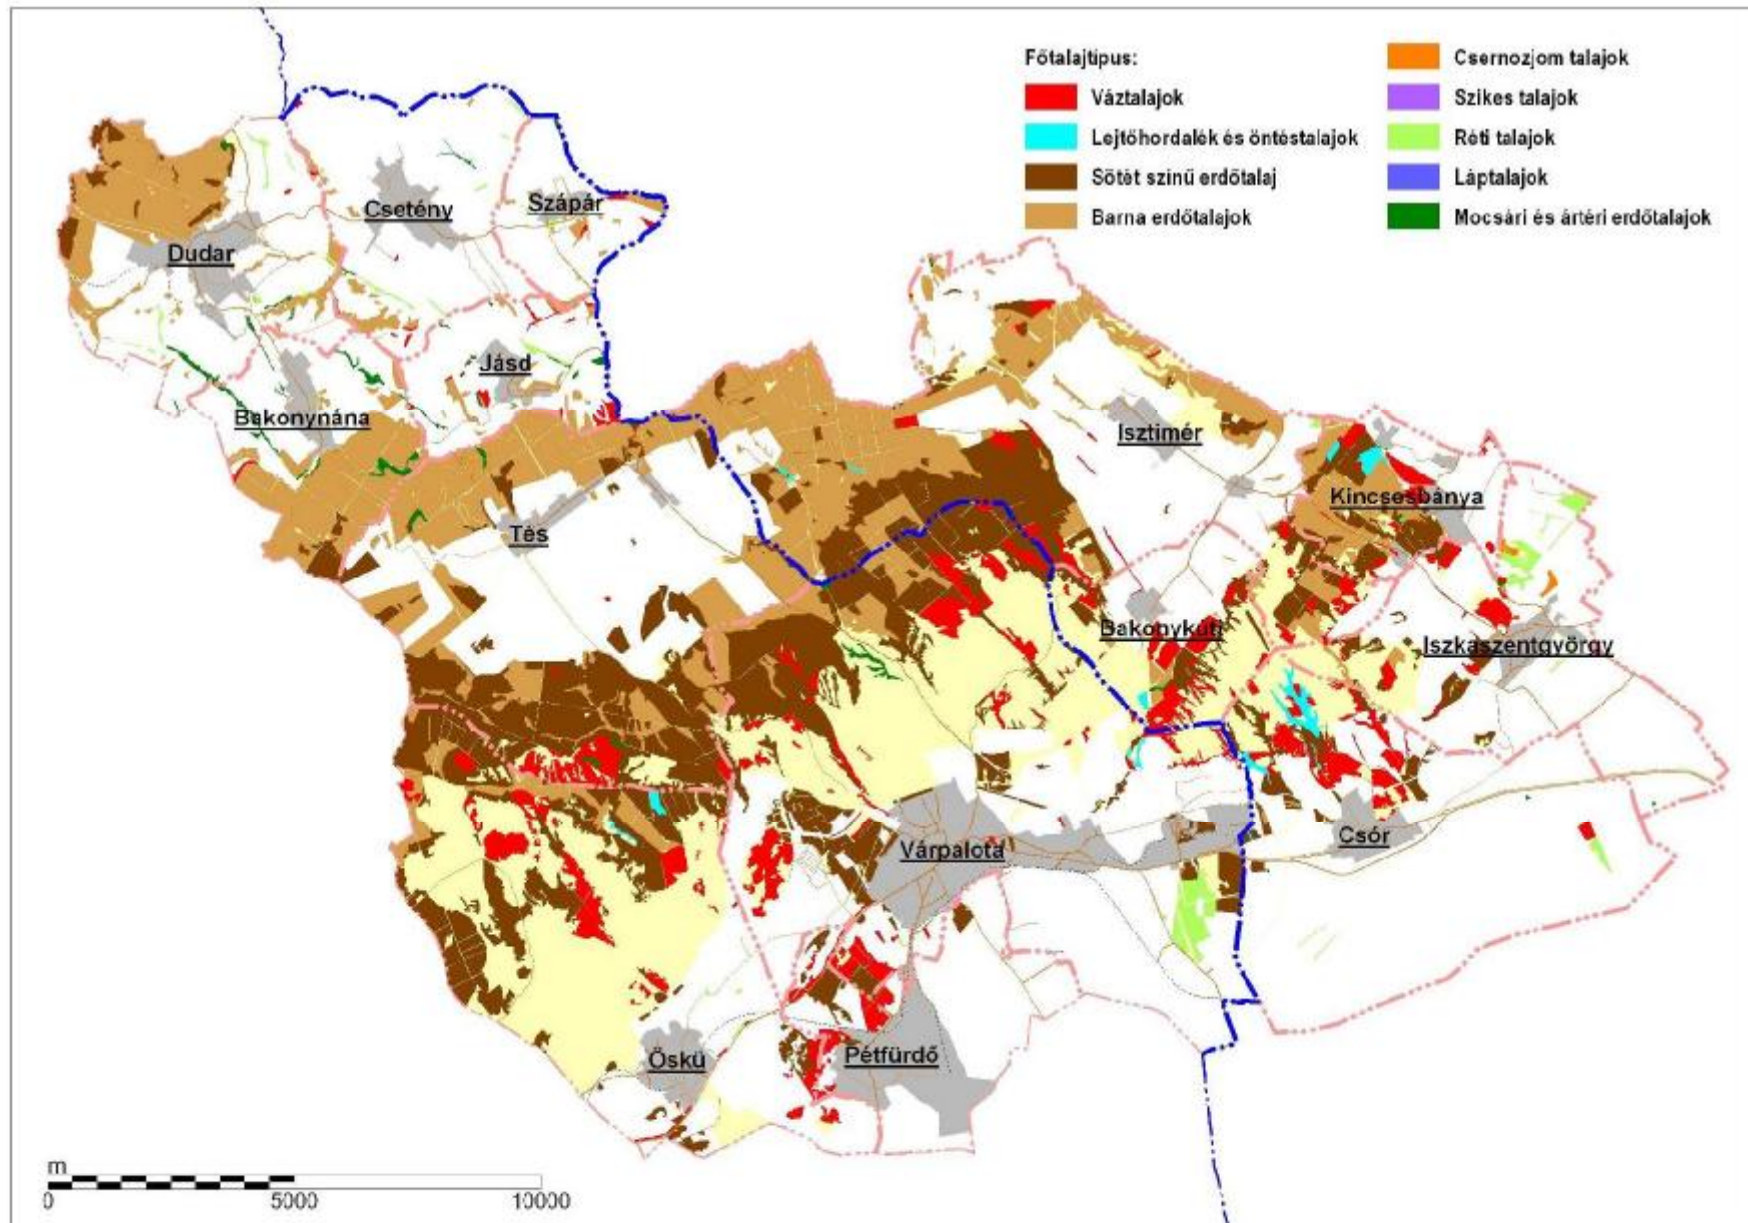 Főtalajtípus:
Váztalajok
Lejtőhordalék és öntéstalajok
Sötét színű erdőtalaj
Barna erdőtalajok
Csernozjom talajok
Szikes talajok
Réti talajok
Láptalajok
Mocsári és ártéri erdőtalajok
Csetény
Szápár
Dudar
Jásd
Bakonynána
Isztimér
Kincsesbánya
Tés
Bakonykúti
Iszkaszentgyörgy
Várpalota
Csór
Öskü
Pétfürdő
m
0 5000 10000